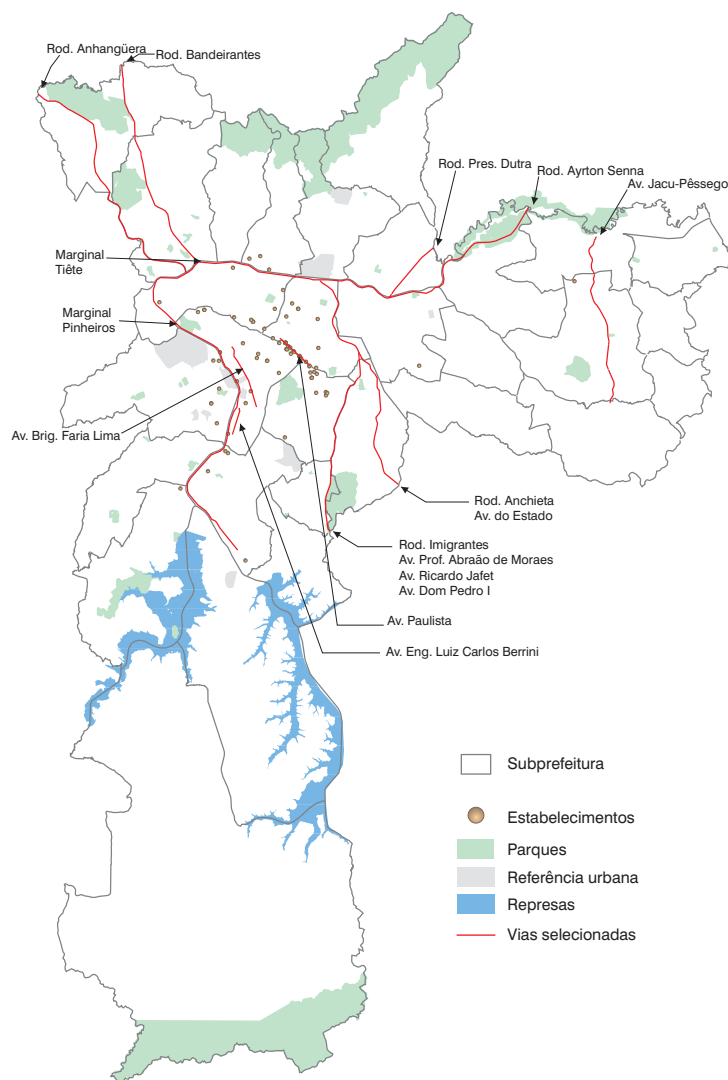 Rod. Anhangüera
Rod. Bandeirantes
Rod. Pres. Dutra
Rod. Ayrton Senna
Av. Jacu-Pêssego
Marginal
Tiête
Marginal
Pinheiros
Av. Brig. Faria Lima
Rod. Anchieta
Av. do Estado
Rod. Imigrantes
Av. Prof. Abraão de Moraes
Av. Ricardo Jafet
Av. Dom Pedro I
Av. Paulista
Av. Eng. Luiz Carlos Berrini
Subprefeitura
Estabelecimentos
Parques
Referência urbana
Represas
Vias selecionadas